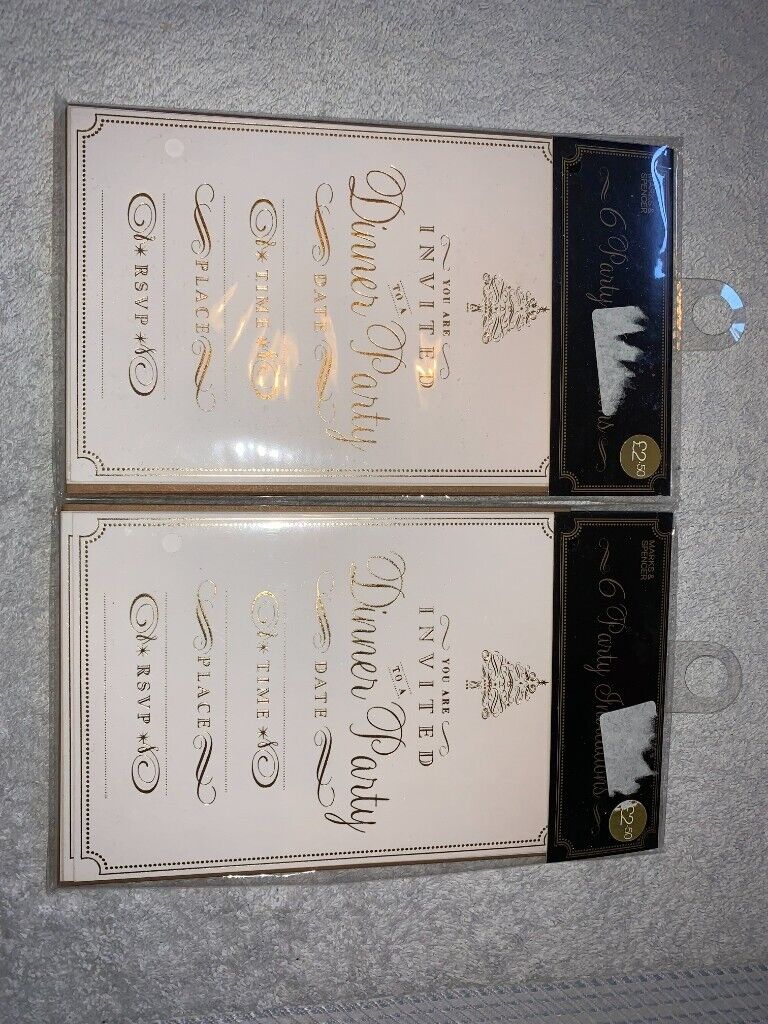 MARKS &
SPENCER
6 Party Invitations
£2.50
YOU ARE
INVITED
TO A
Dinner Party
DATE
TIME
PLACE
RSVP
SPENCER
6 Party
£2.50
YOU ARE
INVITED
TO A
Dinner Party
DATE
TIME
PLACE
RSVP